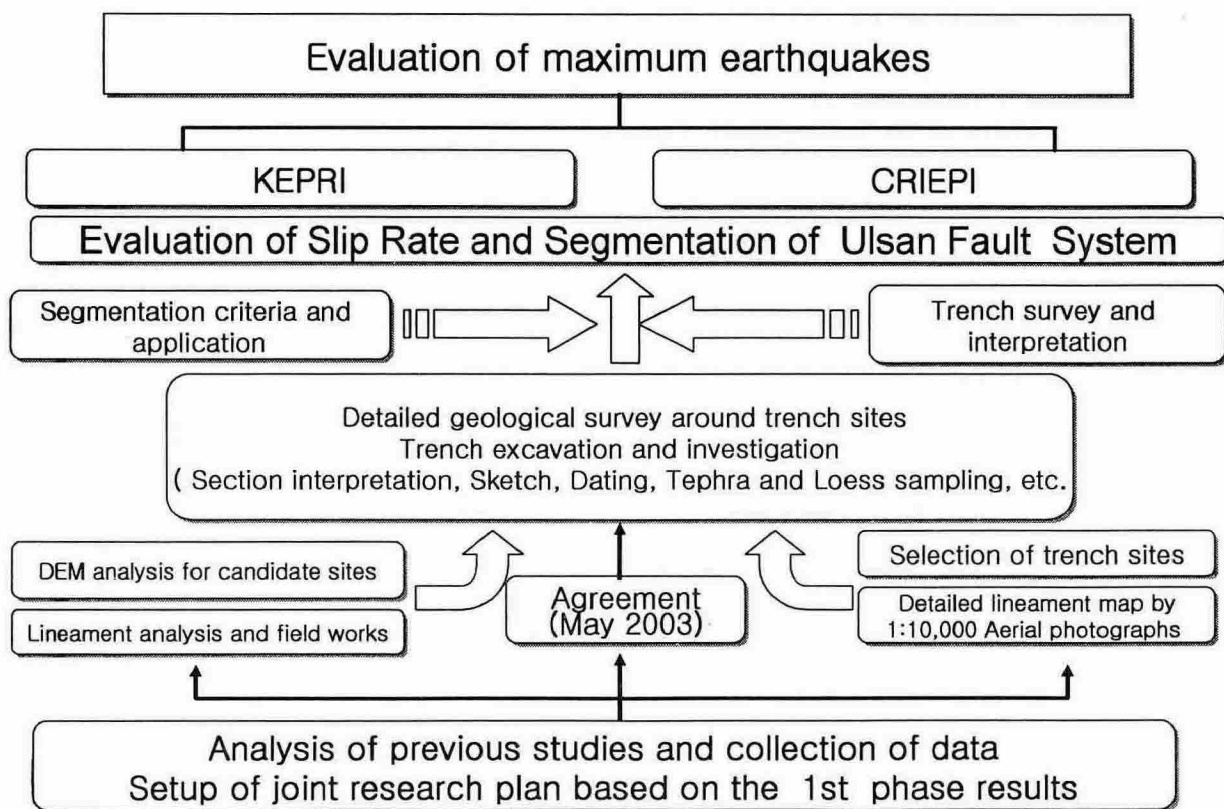 Evaluation of maximum earthquakes
KEPRI
CRIEPI
Evaluation of Slip Rate and Segmentation of Ulsan Fault System
Segmentation criteria and
application
Trench survey and
interpretation
Detailed geological survey around trench sites
Trench excavation and investigation
( Section interpretation, Sketch, Dating, Tephra and Loess sampling, etc.
DEM analysis for candidate sites
Lineament analysis and field works
Agreement
(May 2003)
Selection of trench sites
Detailed lineament map by
1:10,000 Aerial photographs
Analysis of previous studies and collection of data
Setup of joint research plan based on the 1st phase results